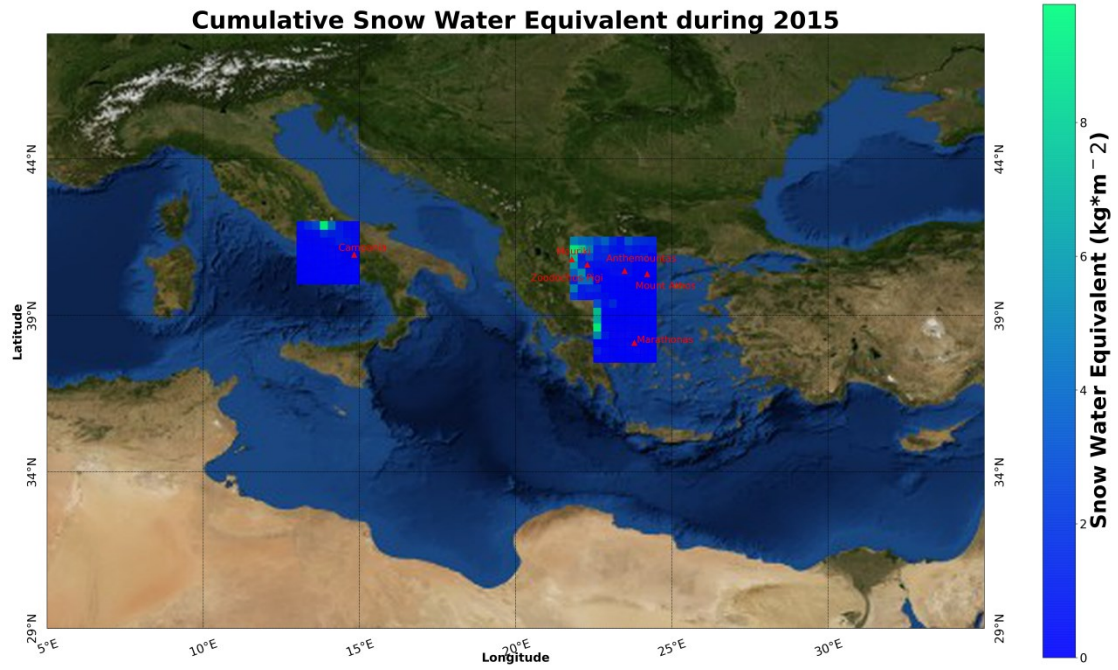 Cumulative Snow Water Equivalent during 2015
8
6
4
2
0
Snow Water Equivalent (kg*m − 2)
44°N
44°N
39°N
39°N
34°N
34°N
29°N
29°N
Latitude
Anthemountas
Mount Athos
Marathonas
5°E
10°E
15°E
20°E
25°E
30°E
Longitude